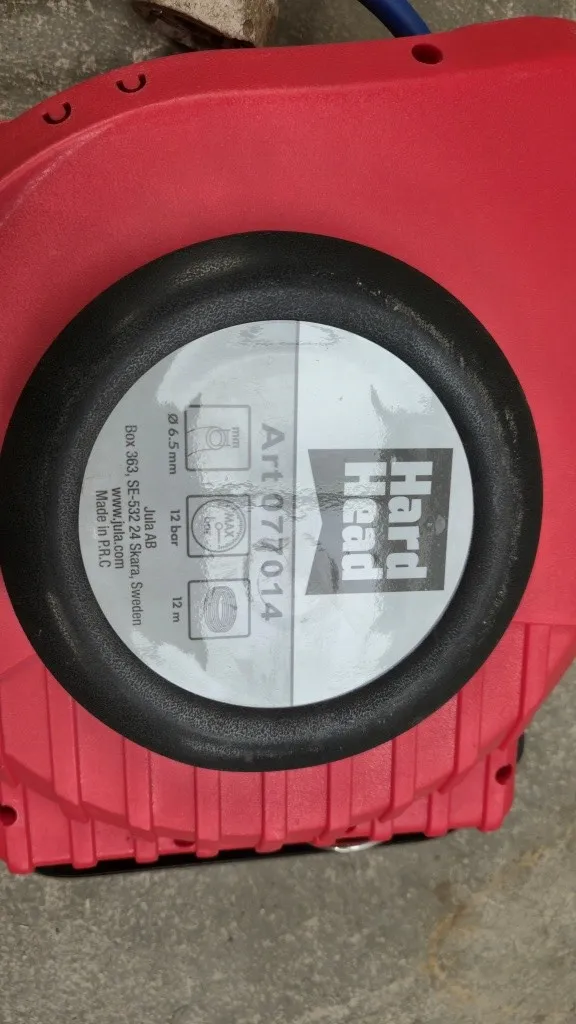 Hard
Head
Art 077014
mm
MAX
Ø 6.5 mm
12 bar
12 m
Jula AB
Box 363, SE-532 24 Skara, Sweden
www.jula.com
Made in P.R.C